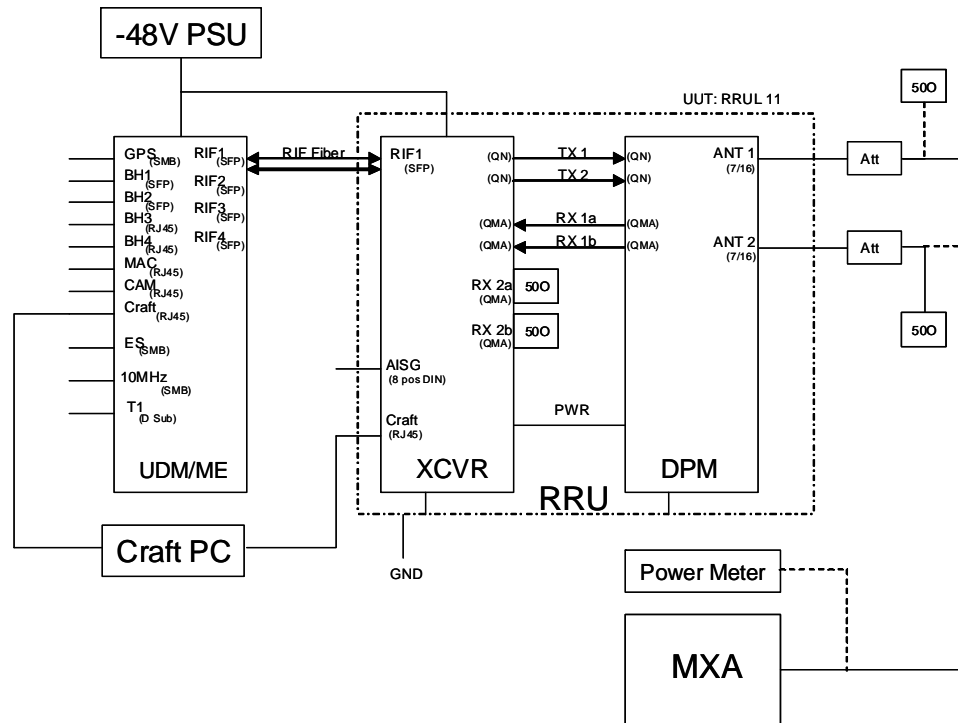 -48V PSU
UUT: RRUL 11
500
GPS
(SMB)
BH1
(SFP)
BH2
(SFP)
BH3
(RJ45)
BH4
(RJ45)
MAC
(RJ45)
CAM
(RJ45)
Craft
(RJ45)
ES
(SMB)
10MHz
(SMB)
T1
(D Sub)
RIF1
(SFP)
RIF2
(SFP)
RIF3
(SFP)
RIF4
(SFP)
UDM/ME
RIF Fiber
RIF1
(SFP)
(QN)
(QN)
(QMA)
(QMA)
RX 2a
(QMA)
500
RX 2b
(QMA)
500
AISG
(8 pos DIN)
Craft
(RJ45)
XCVR
TX 1
TX 2
RX 1a
RX 1b
PWR
(QN)
(QN)
(QMA)
(QMA)
ANT 1
(7/16)
ANT 2
(7/16)
DPM
RRU
Att
Att
500
Craft PC
GND
Power Meter
MXA